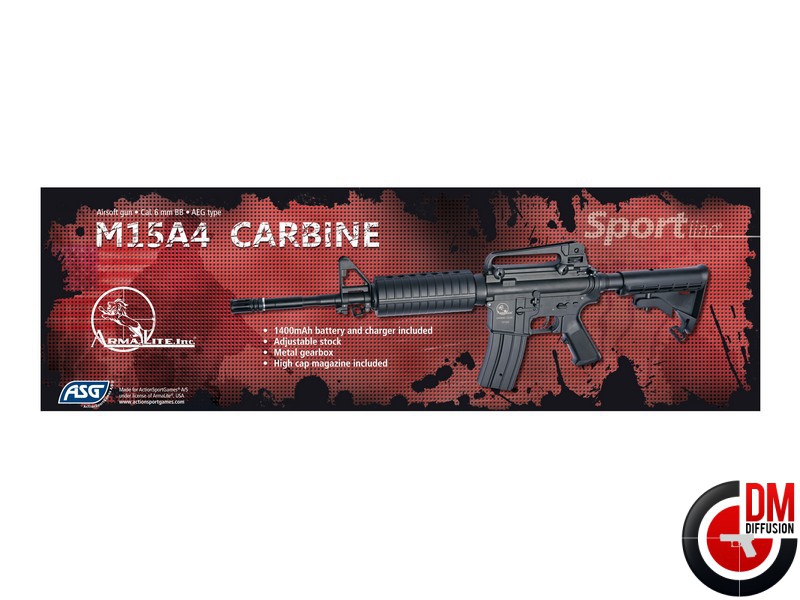 Airsoft gun • Cal. 6 mm BB • AEG type
M15A4 CARBINE
Sport line
ARMALITE, Inc.
• 1400mAh battery and charger included
• Adjustable stock
• Metal gearbox
• High cap magazine included
ASG
Made for ActionSportGames® A/S
under license of ArmaLite®, USA
www.actionsportgames.com
DM
DIFFUSION